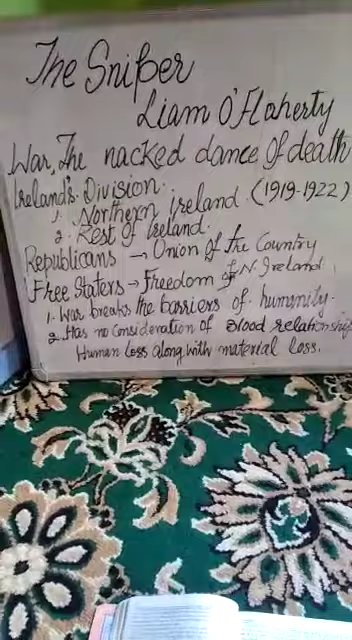 The Sniper
Liam O'Flaherty
War, The nacked dance of death
Ireland's Division.
1. Northern ireland. (1919-1922)
2. Rest of Ireland.
Republicans → Union of the Country
Free Staters → Freedom of N. Ireland.
1. War breaks the barriers of humanity.
2. Has no consideration of blood relationship
Human loss along with material loss.